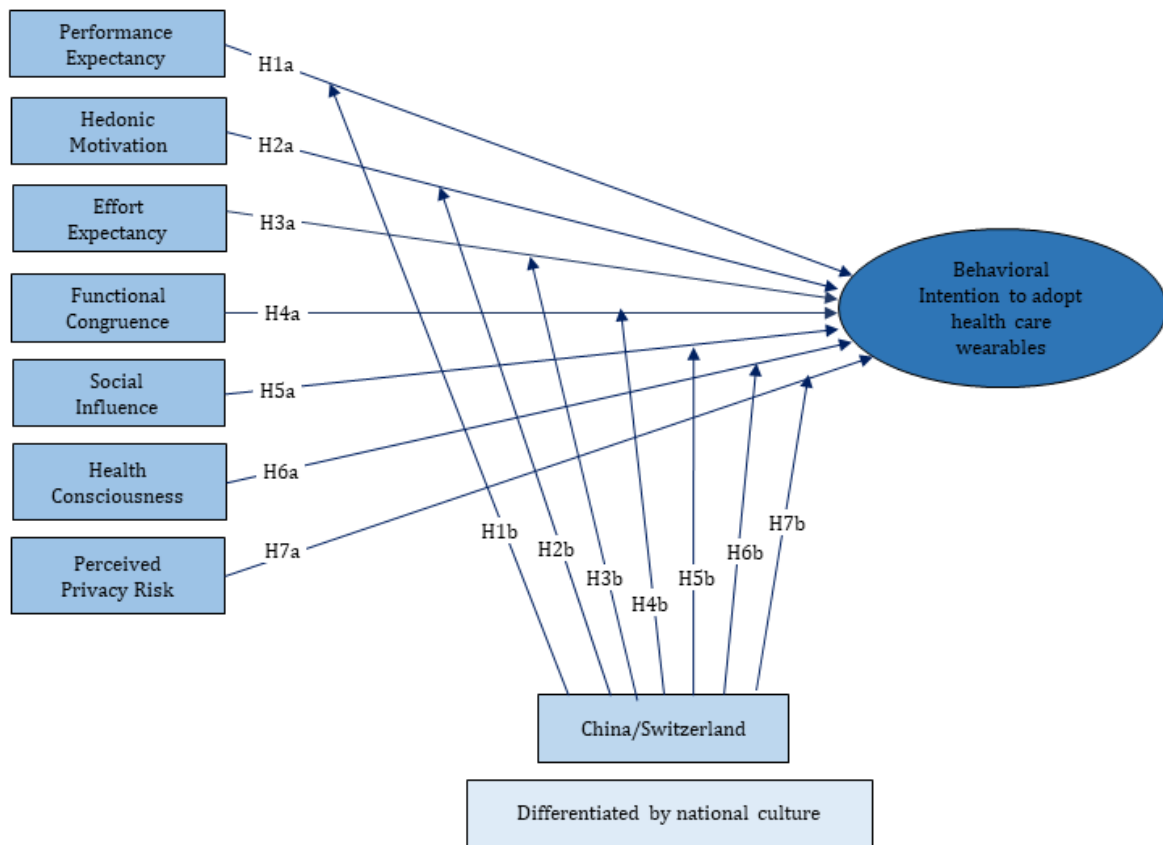 Performance
Expectancy
H1a
Hedonic
Motivation
H2a
Effort
Expectancy
H3a
Functional
Congruence
H4a
Social
Influence
H5a
Health
Consciousness
H6a
Perceived
Privacy Risk
H7a
Behavioral
Intention to adopt
health care
wearables
H1b
H2b
H3b
H4b
H5b
H6b
H7b
China/Switzerland
Differentiated by national culture